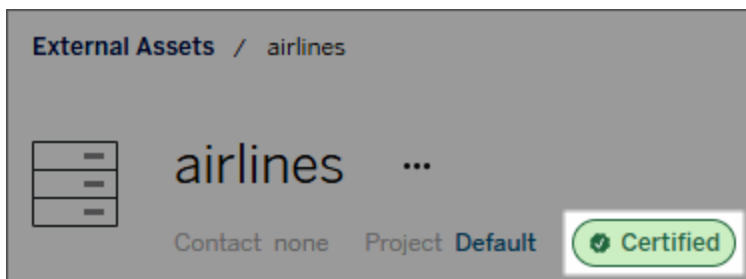 External Assets / airlines
airlines ...
Contact none Project Default Certified